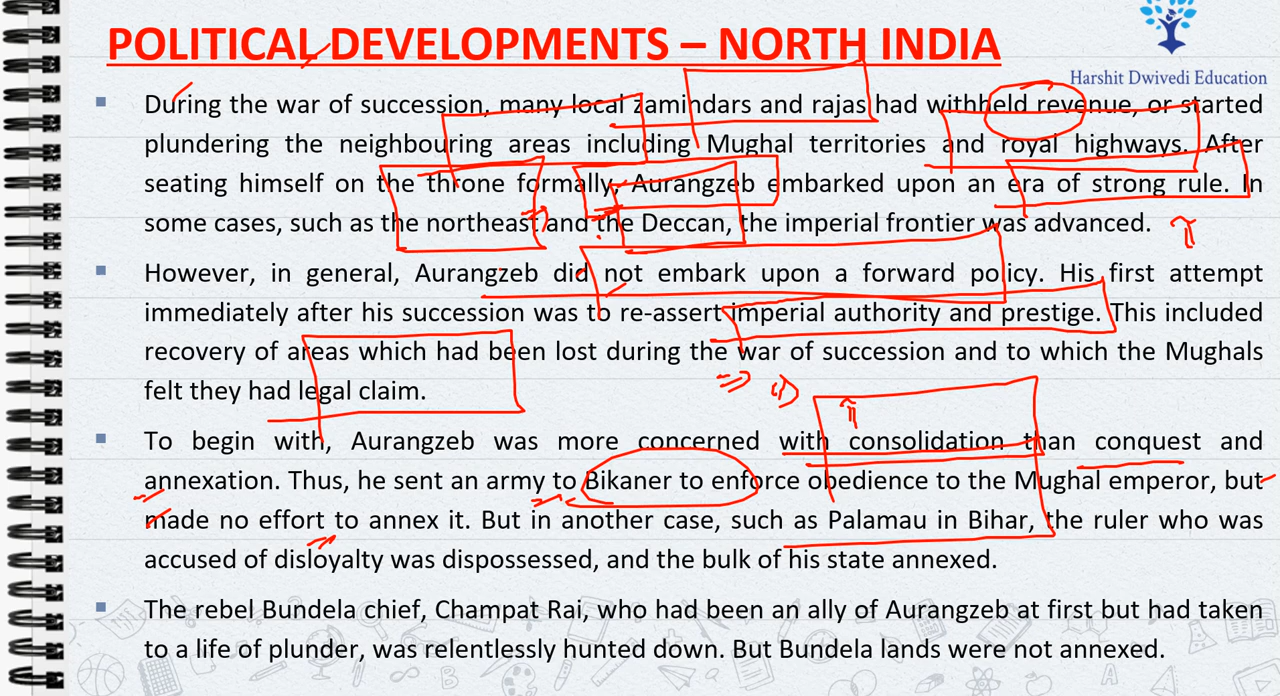 POLITICAL DEVELOPMENTS – NORTH INDIA
Harshit Dwivedi Education
▪ During the war of succession, many local zamindars and rajas had withheld revenue, or started
plundering the neighbouring areas including Mughal territories and royal highways. After
seating himself on the throne formally, Aurangzeb embarked upon an era of strong rule. In
some cases, such as the northeast and the Deccan, the imperial frontier was advanced.
▪ However, in general, Aurangzeb did not embark upon a forward policy. His first attempt
immediately after his succession was to re-assert imperial authority and prestige. This included
recovery of areas which had been lost during the war of succession and to which the Mughals
felt they had legal claim.
▪ To begin with, Aurangzeb was more concerned with consolidation than conquest and
annexation. Thus, he sent an army to Bikaner to enforce obedience to the Mughal emperor, but
made no effort to annex it. But in another case, such as Palamau in Bihar, the ruler who was
accused of disloyalty was dispossessed, and the bulk of his state annexed.
▪ The rebel Bundela chief, Champat Rai, who had been an ally of Aurangzeb at first but had taken
to a life of plunder, was relentlessly hunted down. But Bundela lands were not annexed.